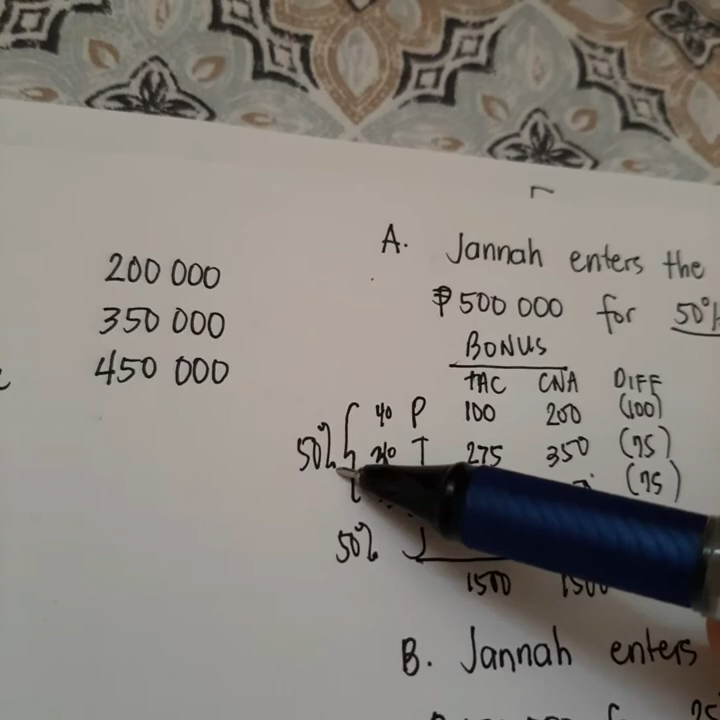 200 000
350 000
450 000
A. Jannah enters the
₱500 000 for 50%
BONUS
TAC CNA DIFF
50% 40 P 100 200 (100)
T 275 350 (75)
(75)
50% J
1500 1500
B. Jannah enters